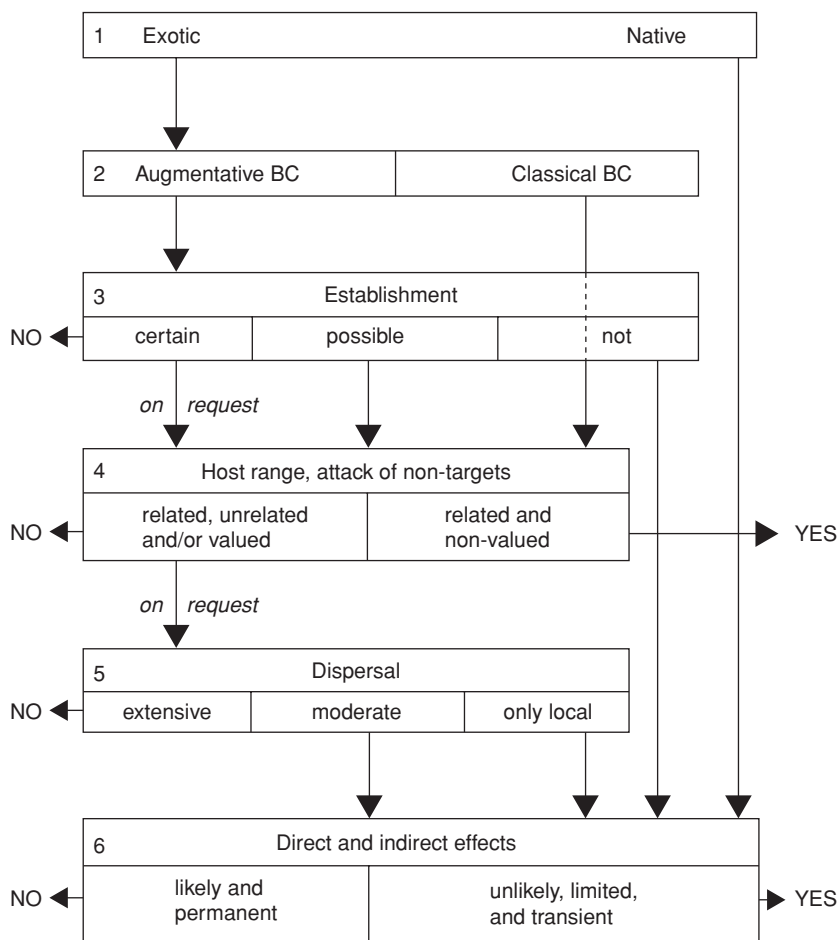 1 Exotic Native
2 Augmentative BC Classical BC
3 Establishment
NO certain possible not
on request
4 Host range, attack of non-targets
NO related, unrelated and/or valued related and non-valued YES
on request
5 Dispersal
NO extensive moderate only local
6 Direct and indirect effects
NO likely and permanent unlikely, limited, and transient YES